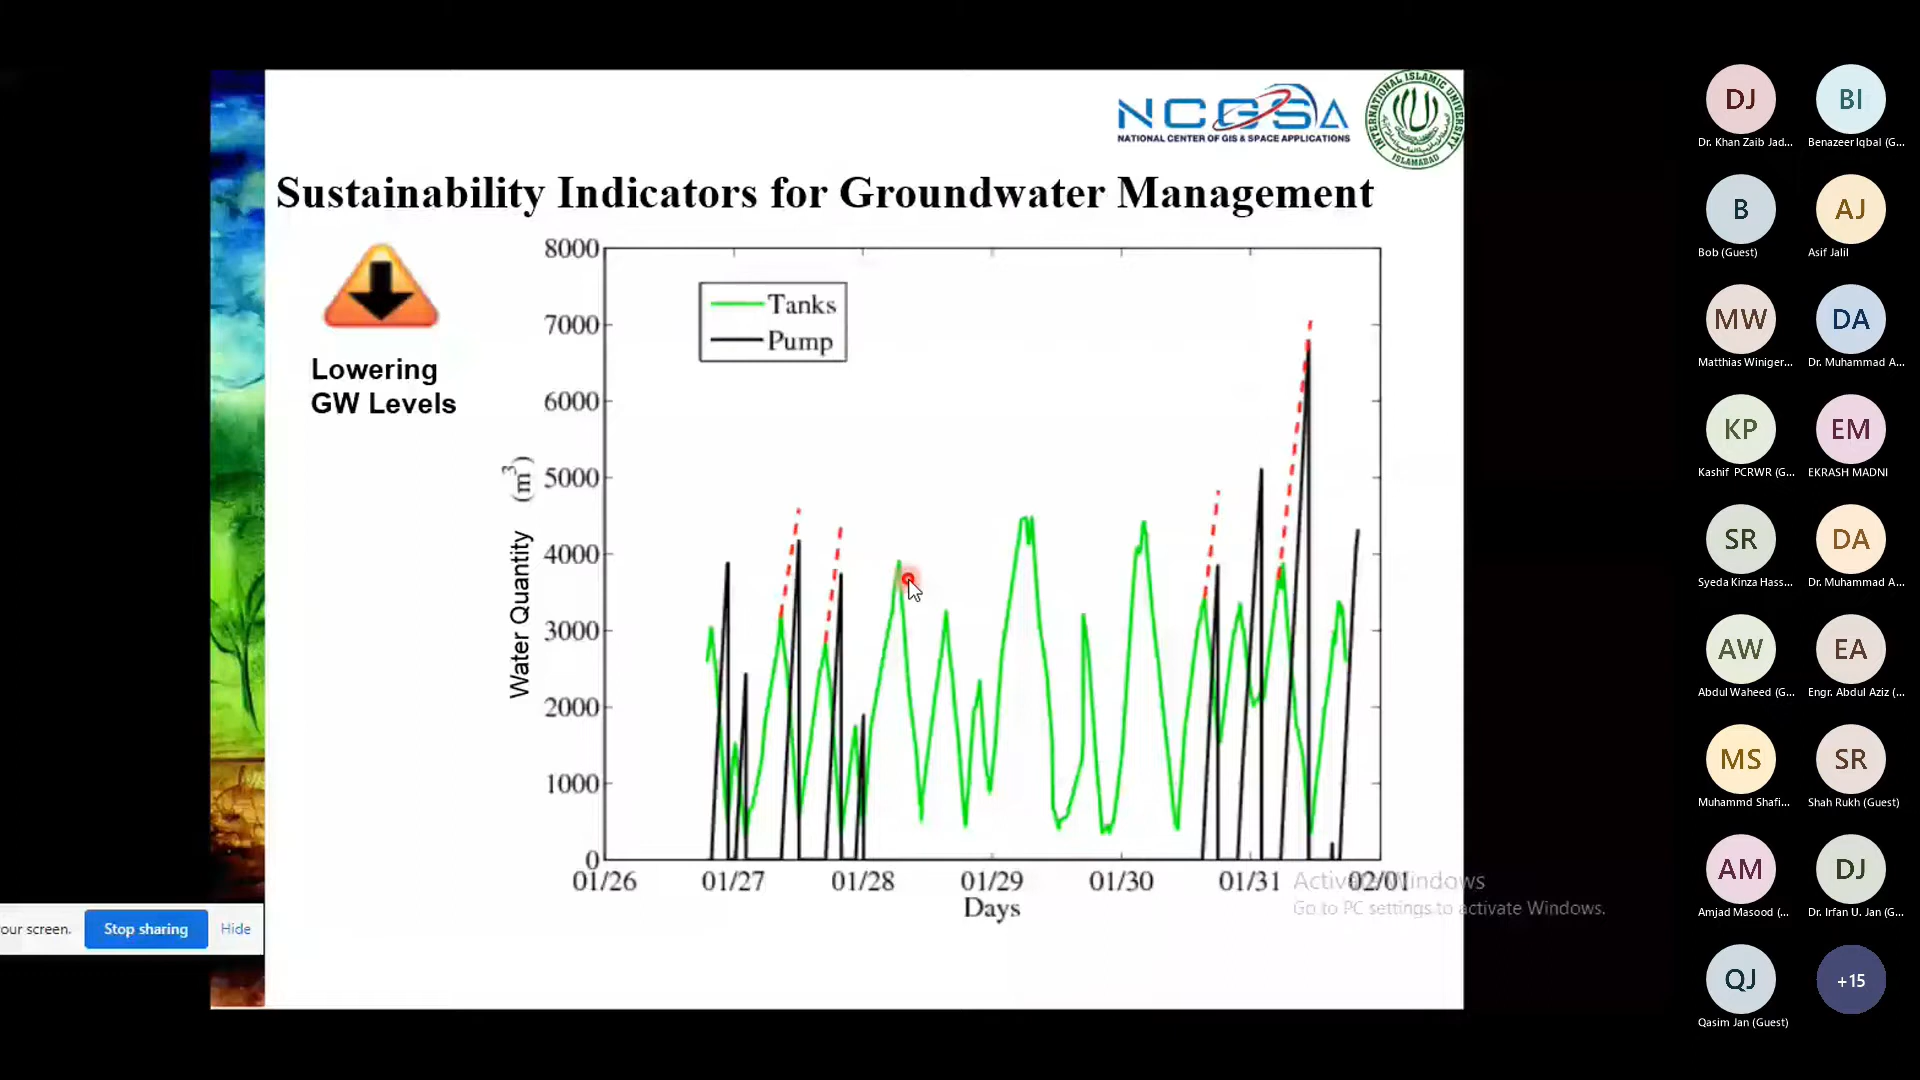 NCGSA
NATIONAL CENTER OF GIS & SPACE APPLICATIONS
INTERNATIONAL ISLAMIC UNIVERSITY
ISLAMABAD
Sustainability Indicators for Groundwater Management
Lowering
GW Levels
Water Quantity (m³)
8000
7000
6000
5000
4000
3000
2000
1000
0
Tanks
Pump
01/26 01/27 01/28 01/29 01/30 01/31 02/01
Days
Activate Windows
Go to PC settings to activate Windows.
our screen. Stop sharing Hide
DJ BI
Dr. Khan Zaib Jad... Benazeer Iqbal (G...
B AJ
Bob (Guest) Asif Jalil
MW DA
Matthias Winiger... Dr. Muhammad A...
KP EM
Kashif PCRWR (G... EKRASH MADNI
SR DA
Syeda Kinza Hass... Dr. Muhammad A...
AW EA
Abdul Waheed (G... Engr. Abdul Aziz (...
MS SR
Muhammd Shafi... Shah Rukh (Guest)
AM DJ
Amjad Masood (... Dr. Irfan U. Jan (G...
QJ +15
Qasim Jan (Guest)